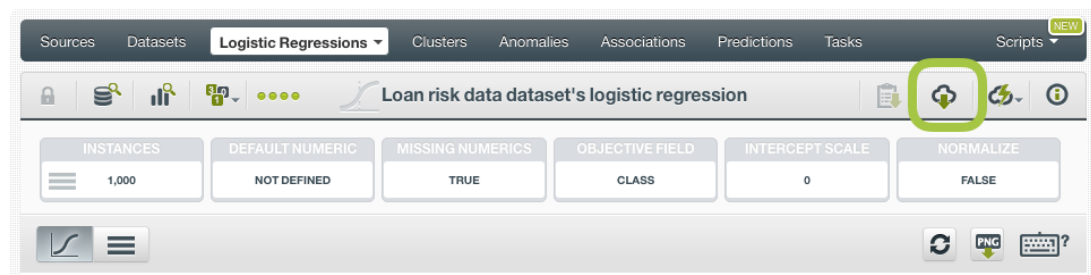 NEW
Sources Datasets Logistic Regressions Clusters Anomalies Associations Predictions Tasks Scripts
Loan risk data dataset's logistic regression
INSTANCES DEFAULT NUMERIC MISSING NUMERICS OBJECTIVE FIELD INTERCEPT SCALE NORMALIZE
1,000 NOT DEFINED TRUE CLASS 0 FALSE
PNG ?